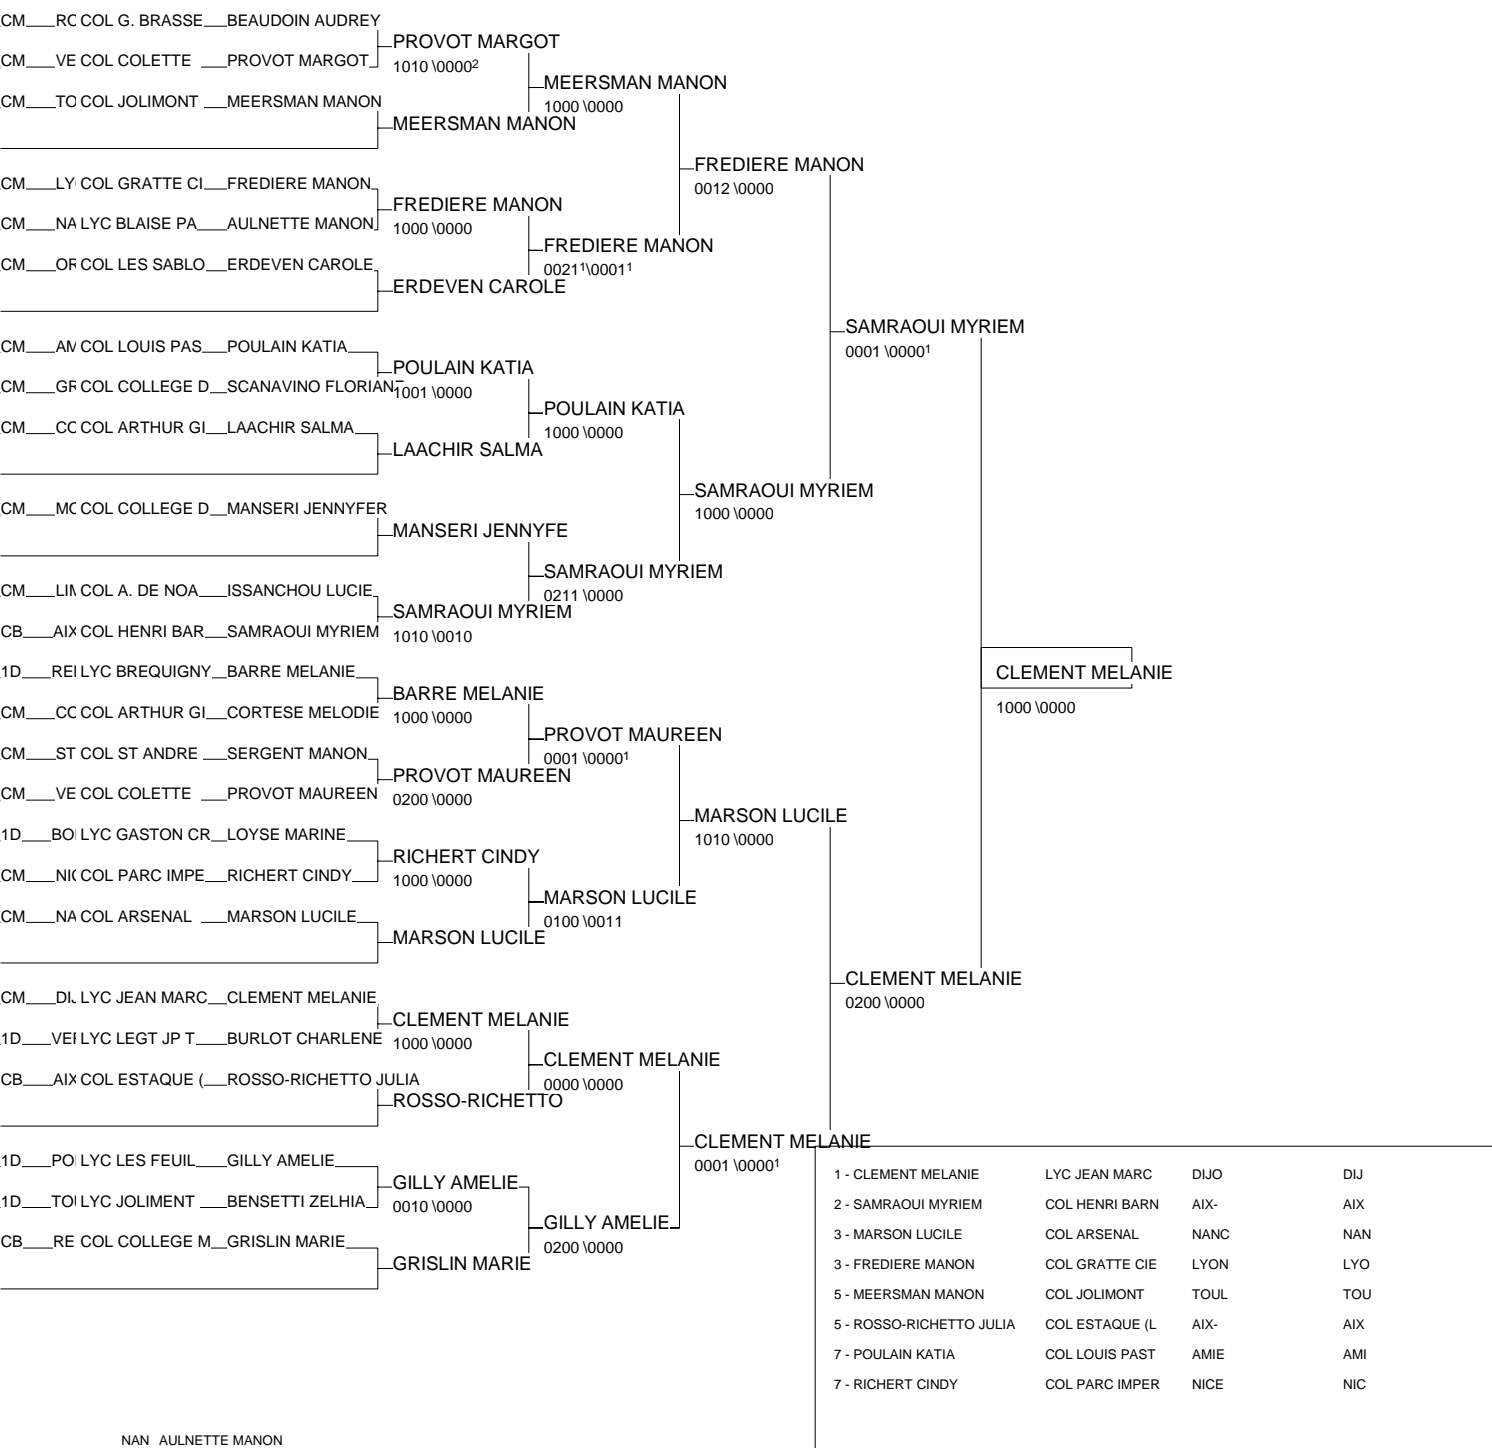 CM RO COL G. BRASSE BEAUDOIN AUDREY
PROVOT MARGOT
CM VE COL COLETTE PROVOT MARGOT
1010 \0000²
MEERSMAN MANON
CM TO COL JOLIMONT MEERSMAN MANON
1000 \0000
MEERSMAN MANON
FREDIERE MANON
CM LY COL GRATTE CI FREDIERE MANON
0012 \0000
FREDIERE MANON
CM NA LYC BLAISE PA AULNETTE MANON
1000 \0000
FREDIERE MANON
CM OR COL LES SABLO ERDEVEN CAROLE
0021¹\0001¹
ERDEVEN CAROLE
SAMRAOUI MYRIEM
CM AM COL LOUIS PAS POULAIN KATIA
0001 \0000¹
POULAIN KATIA
CM GR COL COLLEGE D SCANAVINO FLORIAN
1001 \0000
POULAIN KATIA
CM CO COL ARTHUR GI LAACHIR SALMA
1000 \0000
LAACHIR SALMA
SAMRAOUI MYRIEM
CM MO COL COLLEGE D MANSERI JENNYFER
1000 \0000
MANSERI JENNYFE
SAMRAOUI MYRIEM
CM LIM COL A. DE NOA ISSANCHOU LUCIE
0211 \0000
SAMRAOUI MYRIEM
CB AIX COL HENRI BAR SAMRAOUI MYRIEM
1010 \0010
1D REI LYC BREQUIGNY BARRE MELANIE
CLEMENT MELANIE
BARRE MELANIE
1000 \0000
CM CO COL ARTHUR GI CORTESE MELODIE
1000 \0000
PROVOT MAUREEN
CM ST COL ST ANDRE SERGENT MANON
0001 \0000¹
PROVOT MAUREEN
CM VE COL COLETTE PROVOT MAUREEN
0200 \0000
MARSON LUCILE
1D BO LYC GASTON CR LOYSE MARINE
1010 \0000
RICHERT CINDY
CM NI COL PARC IMPE RICHERT CINDY
1000 \0000
MARSON LUCILE
CM NA COL ARSENAL MARSON LUCILE
0100 \0011
MARSON LUCILE
CLEMENT MELANIE
CM DIJ LYC JEAN MARC CLEMENT MELANIE
0200 \0000
CLEMENT MELANIE
1D VE LYC LEGT JP T BURLOT CHARLENE
1000 \0000
CLEMENT MELANIE
CB AIX COL ESTAQUE ( ROSSO-RICHETTO JULIA
0000 \0000
ROSSO-RICHETTO
CLEMENT MELANIE
1D PO LYC LES FEUIL GILLY AMELIE
0001 \0000¹
GILLY AMELIE
1D TO LYC JOLIMENT BENSETTI ZELHIA
0010 \0000
GILLY AMELIE
CB RE COL COLLEGE M GRISLIN MARIE
0200 \0000
GRISLIN MARIE
1 - CLEMENT MELANIE LYC JEAN MARC DIJO DIJ
2 - SAMRAOUI MYRIEM COL HENRI BARN AIX- AIX
3 - MARSON LUCILE COL ARSENAL NANC NAN
3 - FREDIERE MANON COL GRATTE CIE LYON LYO
5 - MEERSMAN MANON COL JOLIMONT TOUL TOU
5 - ROSSO-RICHETTO JULIA COL ESTAQUE (L AIX- AIX
7 - POULAIN KATIA COL LOUIS PAST AMIE AMI
7 - RICHERT CINDY COL PARC IMPER NICE NIC
NAN AULNETTE MANON